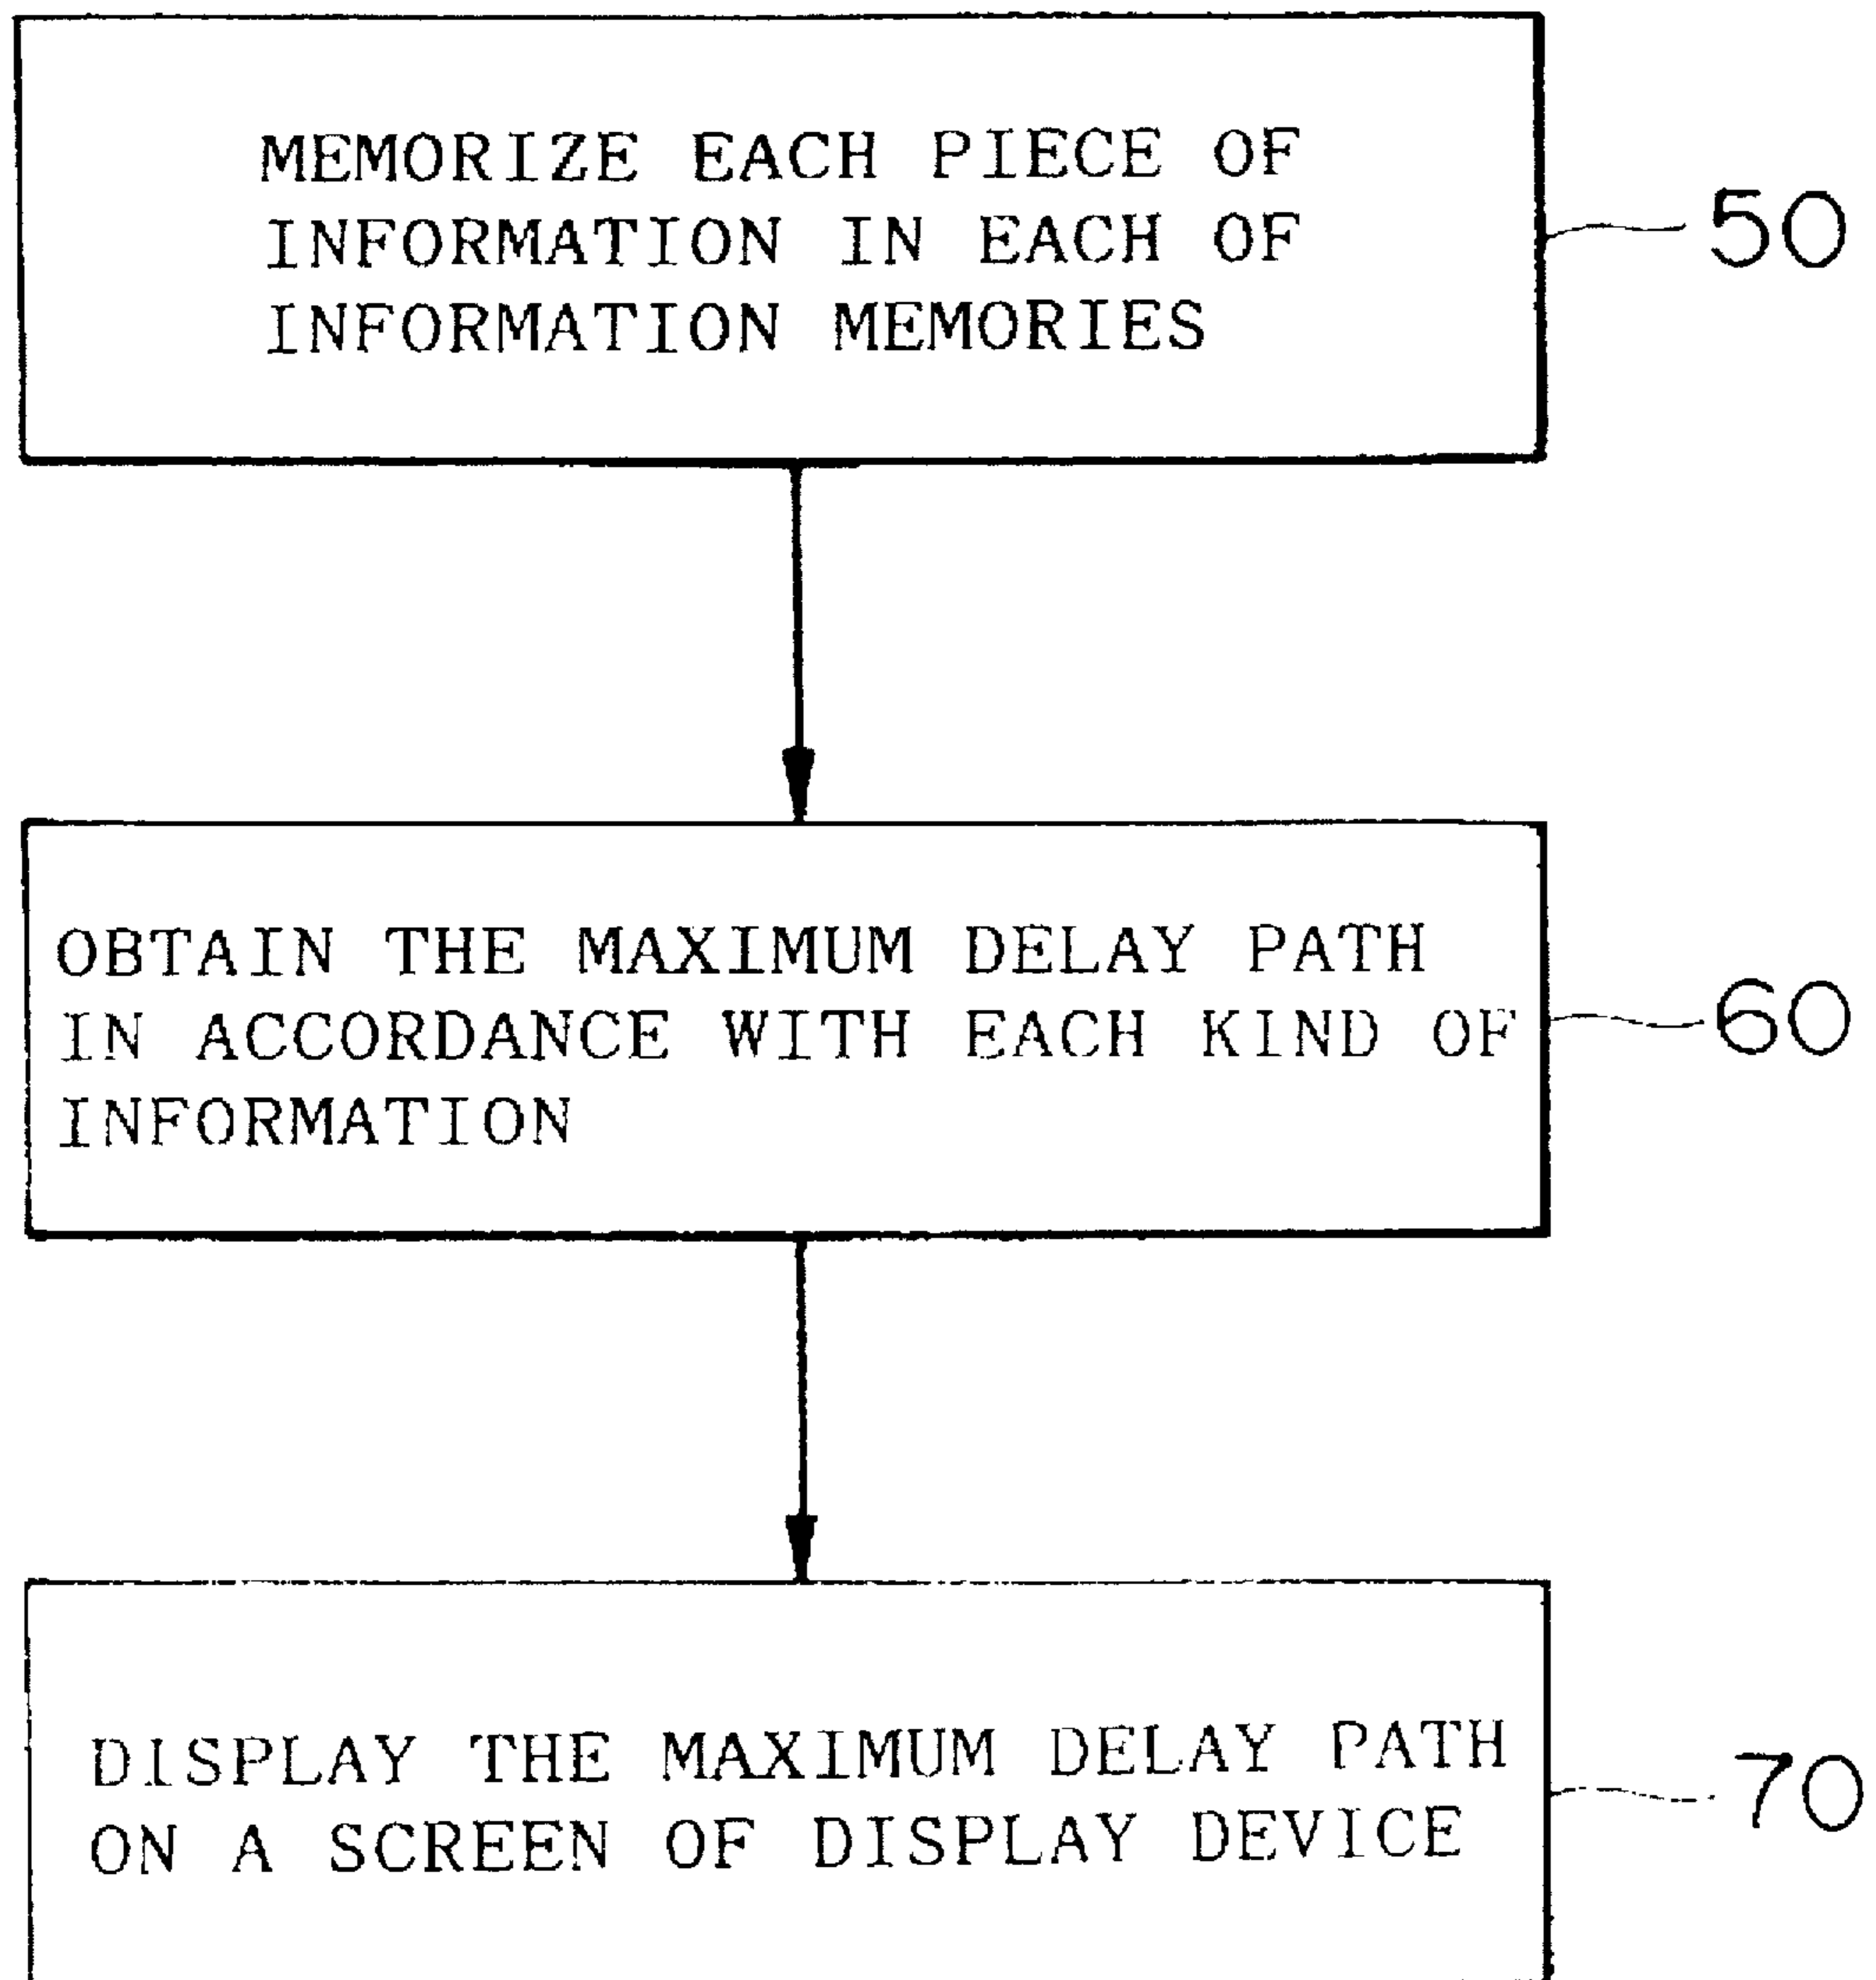 MEMORIZE EACH PIECE OF
INFORMATION IN EACH OF
INFORMATION MEMORIES
50
OBTAIN THE MAXIMUM DELAY PATH
IN ACCORDANCE WITH EACH KIND OF
INFORMATION
60
DISPLAY THE MAXIMUM DELAY PATH
ON A SCREEN OF DISPLAY DEVICE
70